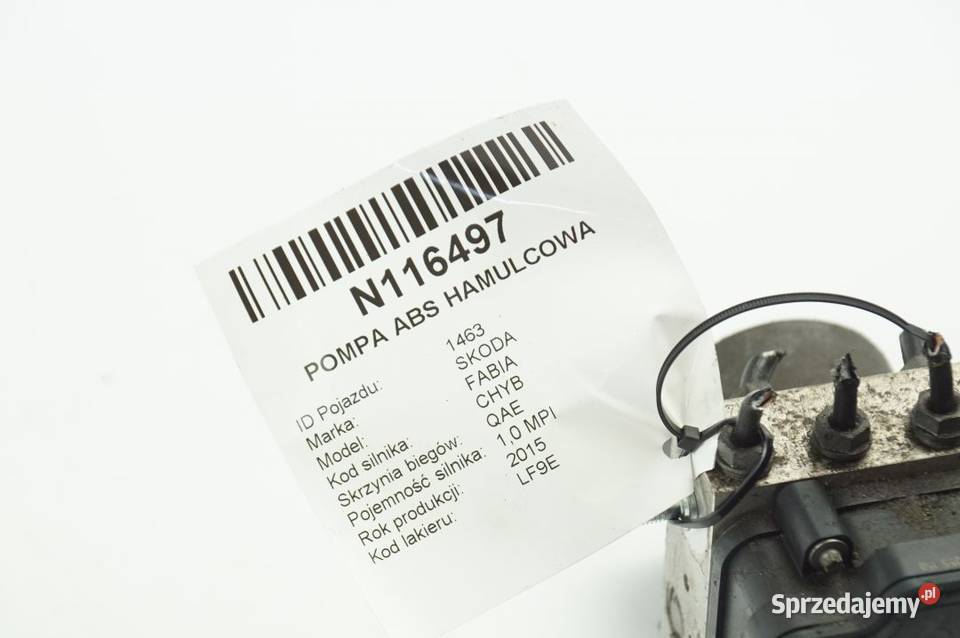 N116497
POMPA ABS HAMULCOWA
ID Pojazdu: 1463
Marka: SKODA
Model: FABIA
Kod silnika: CHYB
Skrzynia biegów: QAE
Pojemność silnika: 1,0 MPI
Rok produkcji: 2015
Kod lakieru: LF9E
Sprzedajemy.pl